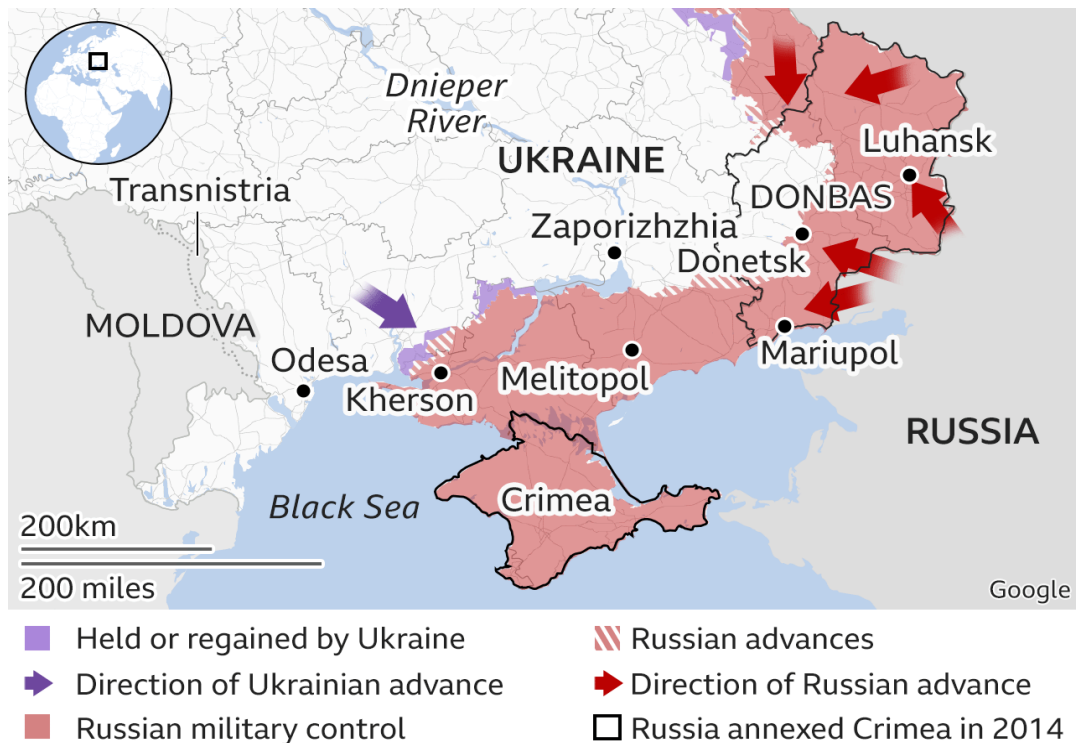 Dnieper
River
UKRAINE
Luhansk
Transnistria
DONBAS
Zaporizhzhia
Donetsk
MOLDOVA
Odesa
Mariupol
Kherson
Melitopol
RUSSIA
Black Sea
Crimea
200km
200 miles
Google
Held or regained by Ukraine
Russian advances
Direction of Ukrainian advance
Direction of Russian advance
Russian military control
Russia annexed Crimea in 2014